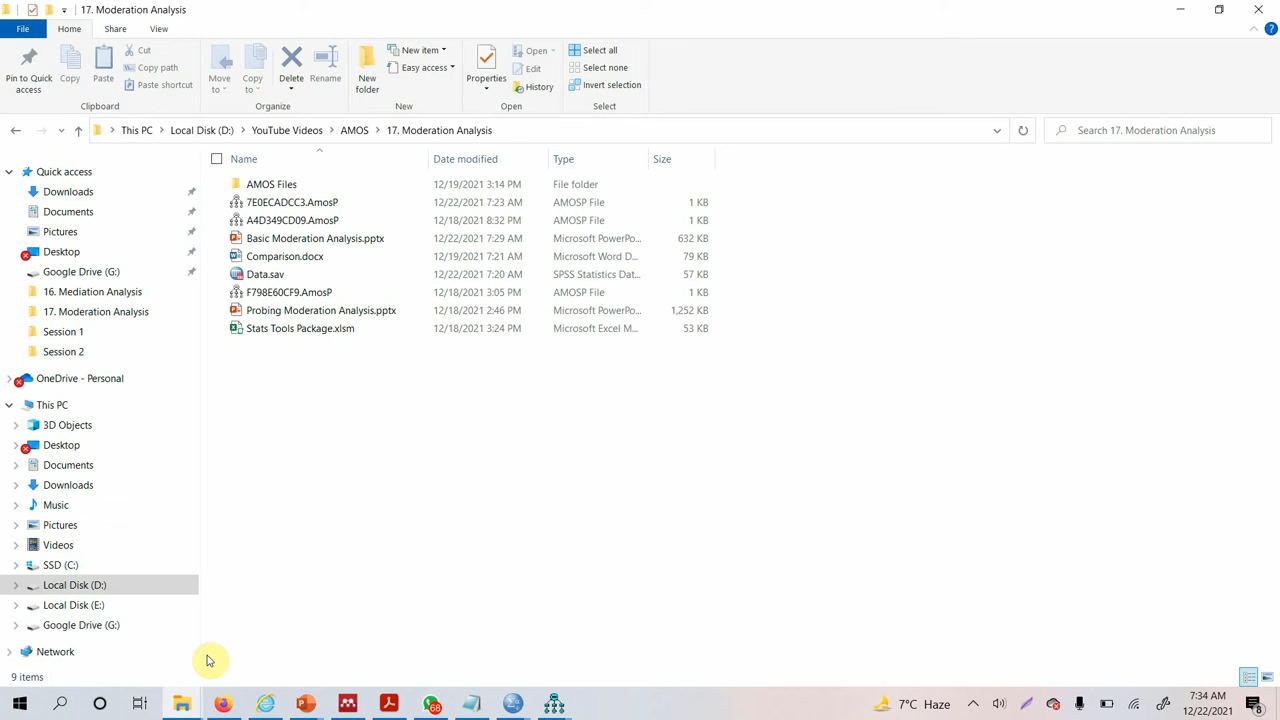 17. Moderation Analysis
File Home Share View
Pin to Quick access
Copy
Paste
Cut
Copy path
Paste shortcut
Clipboard
Move to
Copy to
Delete
Rename
Organize
New folder
New item
Easy access
New
Properties
Open
Edit
History
Open
Select all
Select none
Invert selection
Select
This PC Local Disk (D:) YouTube Videos AMOS 17. Moderation Analysis
Search 17. Moderation Analysis
Name Date modified Type Size
AMOS Files 12/19/2021 3:14 PM File folder
7E0ECADCC3.AmosP 12/22/2021 7:23 AM AMOSP File 1 KB
A4D349CD09.AmosP 12/18/2021 8:32 PM AMOSP File 1 KB
Basic Moderation Analysis.pptx 12/22/2021 7:29 AM Microsoft PowerPo... 632 KB
Comparison.docx 12/19/2021 7:21 AM Microsoft Word D... 79 KB
Data.sav 12/22/2021 7:20 AM SPSS Statistics Dat... 57 KB
F798E60CF9.AmosP 12/18/2021 3:05 PM AMOSP File 1 KB
Probing Moderation Analysis.pptx 12/18/2021 2:46 PM Microsoft PowerPo... 1,252 KB
Stats Tools Package.xlsm 12/18/2021 3:24 PM Microsoft Excel M... 53 KB
Quick access
Downloads
Documents
Pictures
Desktop
Google Drive (G:)
16. Mediation Analysis
17. Moderation Analysis
Session 1
Session 2
OneDrive - Personal
This PC
3D Objects
Desktop
Documents
Downloads
Music
Pictures
Videos
SSD (C:)
Local Disk (D:)
Local Disk (E:)
Google Drive (G:)
Network
9 items
68
7°C Haze
7:34 AM
12/22/2021
8